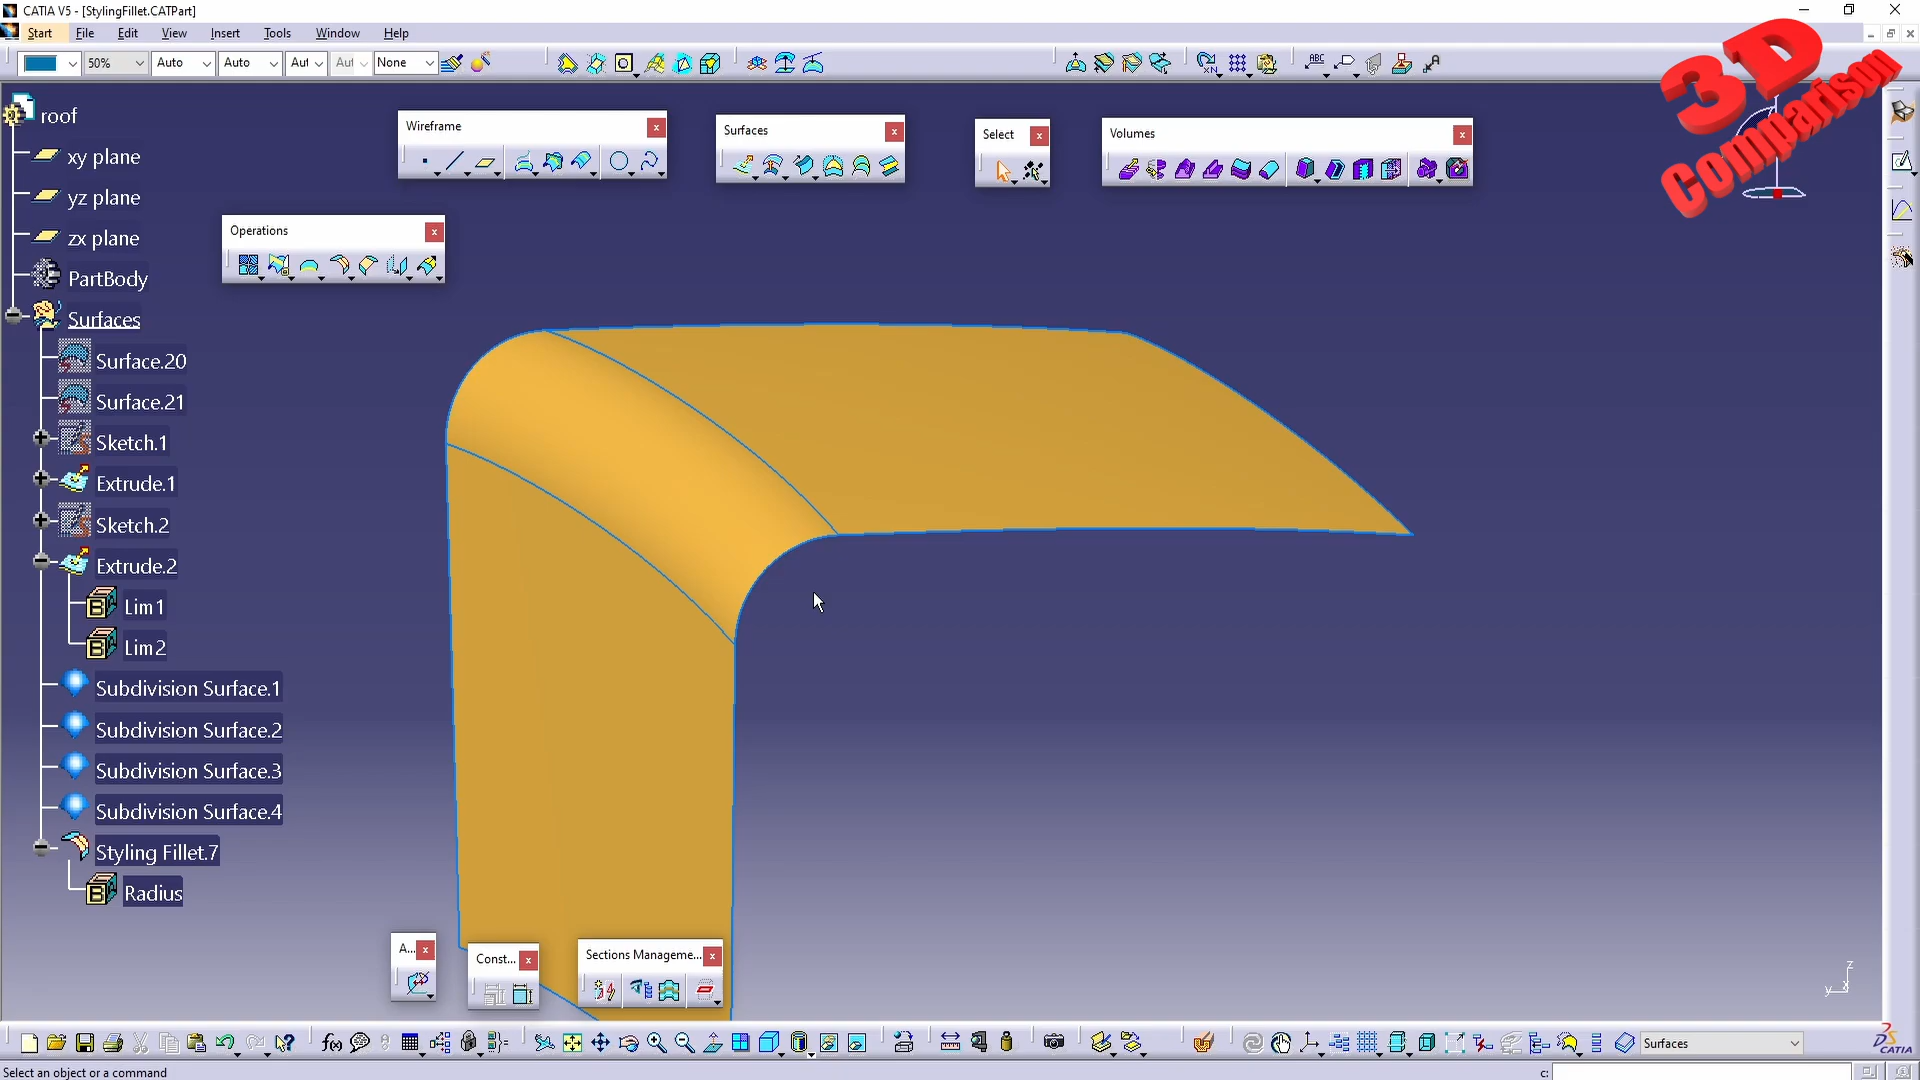 CATIA V5 - [StylingFillet.CATPart]
Start File Edit View Insert Tools Window Help
50% Auto Auto Aut Aut None
3D
Comparison
roof
xy plane
yz plane
zx plane
PartBody
Surfaces
Surface.20
Surface.21
Sketch.1
Extrude.1
Sketch.2
Extrude.2
Lim1
Lim2
Subdivision Surface.1
Subdivision Surface.2
Subdivision Surface.3
Subdivision Surface.4
Styling Fillet.7
Radius
Wireframe
Surfaces
Select
Volumes
Operations
A...
Const...
Sections Manageme...
z
y x
f(x)
Surfaces
CATIA
Select an object or a command
c: